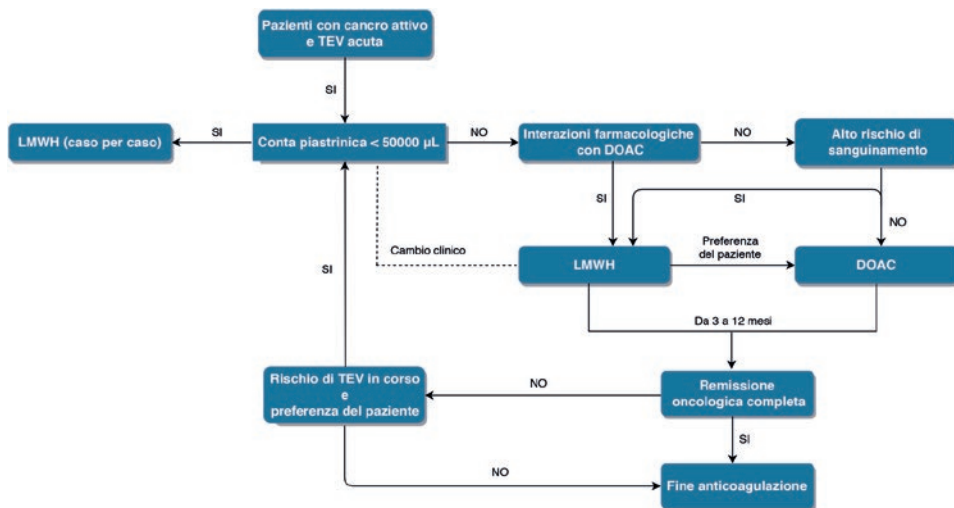 Pazienti con cancro attivo
e TEV acuta
SI
LMWH (caso per caso)
SI
Conta piastrinica < 50000 µL
NO
Interazioni farmacologiche
con DOAC
NO
Alto rischio di
sanguinamento
SI
SI
NO
Cambio clinico
LMWH
Preferenza
del paziente
DOAC
SI
Da 3 a 12 mesi
Rischio di TEV in corso
e
preferenza del paziente
NO
Remissione
oncologica completa
SI
NO
Fine anticoagulazione